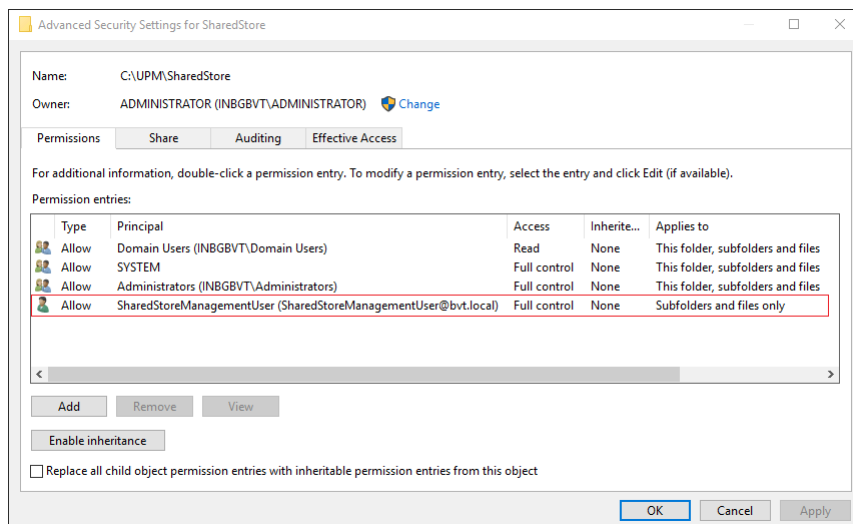 Advanced Security Settings for SharedStore
Name: C:\UPM\SharedStore
Owner: ADMINISTRATOR (INBGBVT\ADMINISTRATOR) Change
Permissions Share Auditing Effective Access
For additional information, double-click a permission entry. To modify a permission entry, select the entry and click Edit (if available).
Permission entries:
Type Principal Access Inherite... Applies to
Allow Domain Users (INBGBVT\Domain Users) Read None This folder, subfolders and files
Allow SYSTEM Full control None This folder, subfolders and files
Allow Administrators (INBGBVT\Administrators) Full control None This folder, subfolders and files
Allow SharedStoreManagementUser (SharedStoreManagementUser@bvt.local) Full control None Subfolders and files only
Add Remove View
Enable inheritance
Replace all child object permission entries with inheritable permission entries from this object
OK Cancel Apply